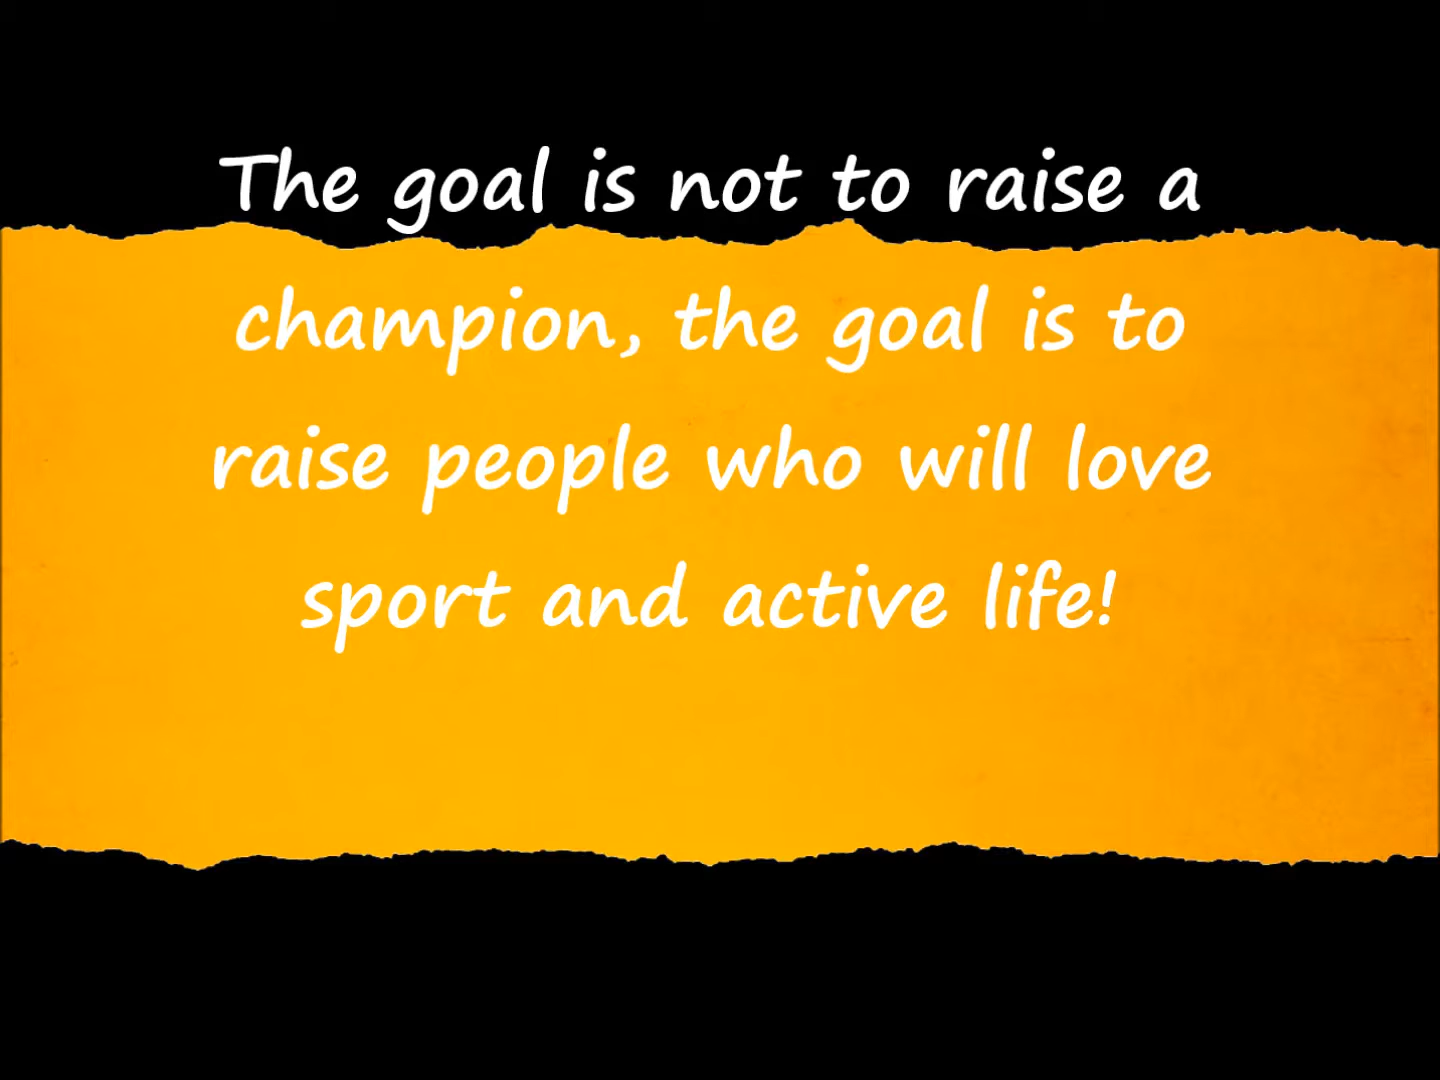 The goal is not to raise a
champion, the goal is to
raise people who will love
sport and active life!